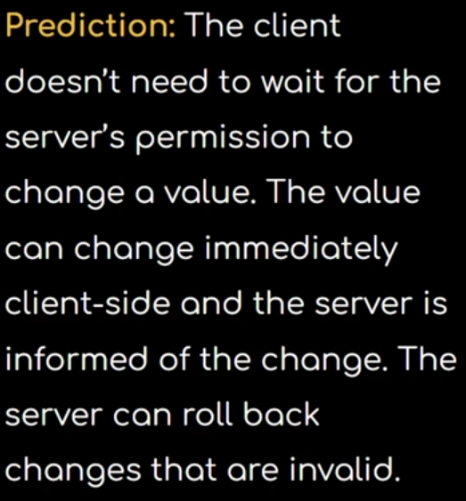 Prediction: The client
doesn’t need to wait for the
server’s permission to
change a value. The value
can change immediately
client-side and the server is
informed of the change. The
server can roll back
changes that are invalid.